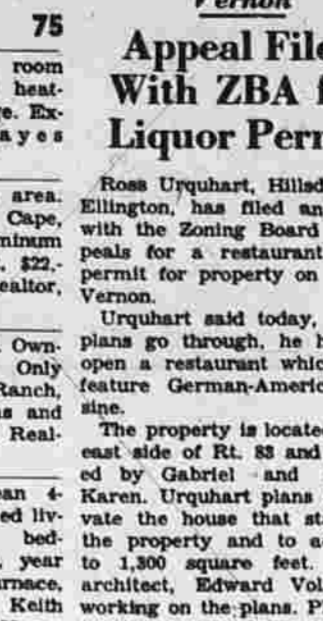 75
room
heat-
e. Ex-
ayes
area.
Cape,
minum
$22,-
ealtor,
Own-
Only
Ranch,
as and
Real-
an 4-
ed liv-
bed-
year
urnace,
Keith
Vernon
Appeal File
With ZBA f
Liquor Perm
Ross Urquhart, Hillsd
Ellington, has filed an
with the Zoning Board
peals for a restaurant
permit for property on
Vernon.
Urquhart said today,
plans go through, he h
open a restaurant whic
feature German-Americ
sine.
The property is locate
east side of Rt. 83 and
ed by Gabriel and
Karen. Urquhart plans
vate the house that st
the property and to a
to 1,300 square feet.
architect, Edward Vol
working on the plans. P